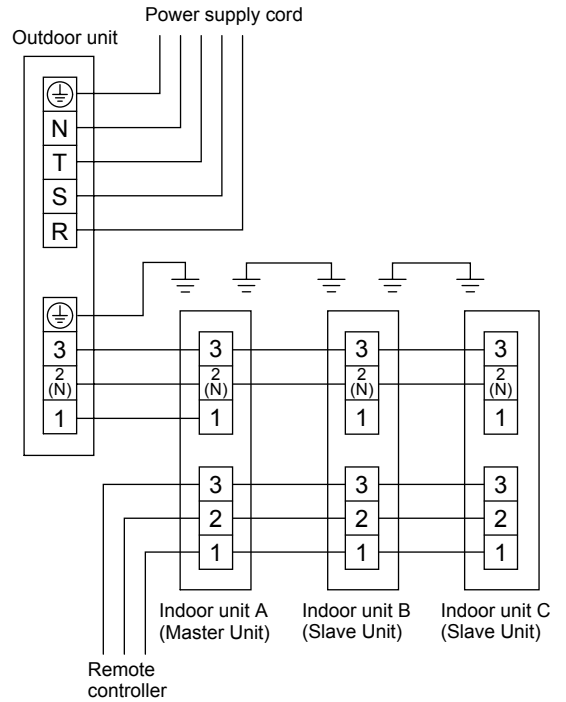 Power supply cord
Outdoor unit
N
T
S
R
3
2
(N)
1
3
2
(N)
1
3
2
(N)
1
3
2
(N)
1
3
2
1
3
2
1
3
2
1
Indoor unit A
(Master Unit)
Indoor unit B
(Slave Unit)
Indoor unit C
(Slave Unit)
Remote
controller